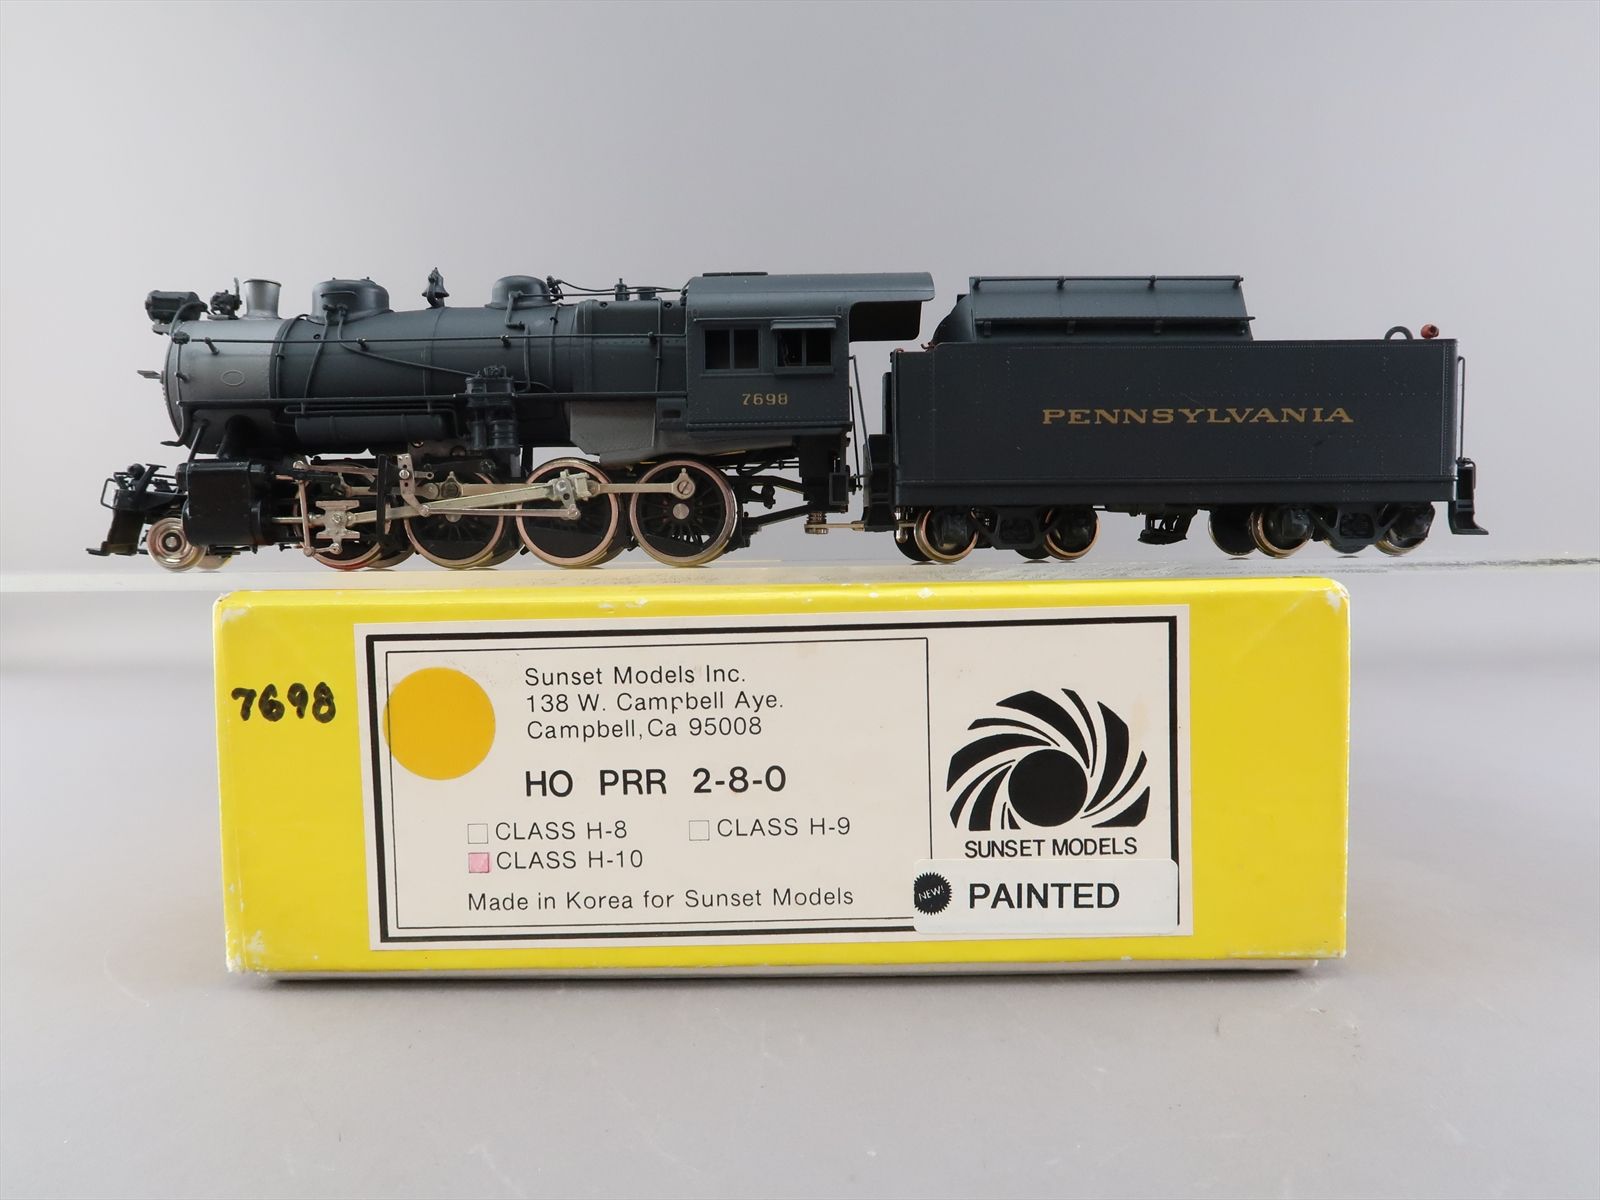 7698
PENNSYLVANIA
7698
Sunset Models Inc.
138 W. Campbell Aye.
Campbell, Ca 95008
HO PRR 2-8-0
CLASS H-8 CLASS H-9
CLASS H-10
Made in Korea for Sunset Models
SUNSET MODELS
NEW!
PAINTED